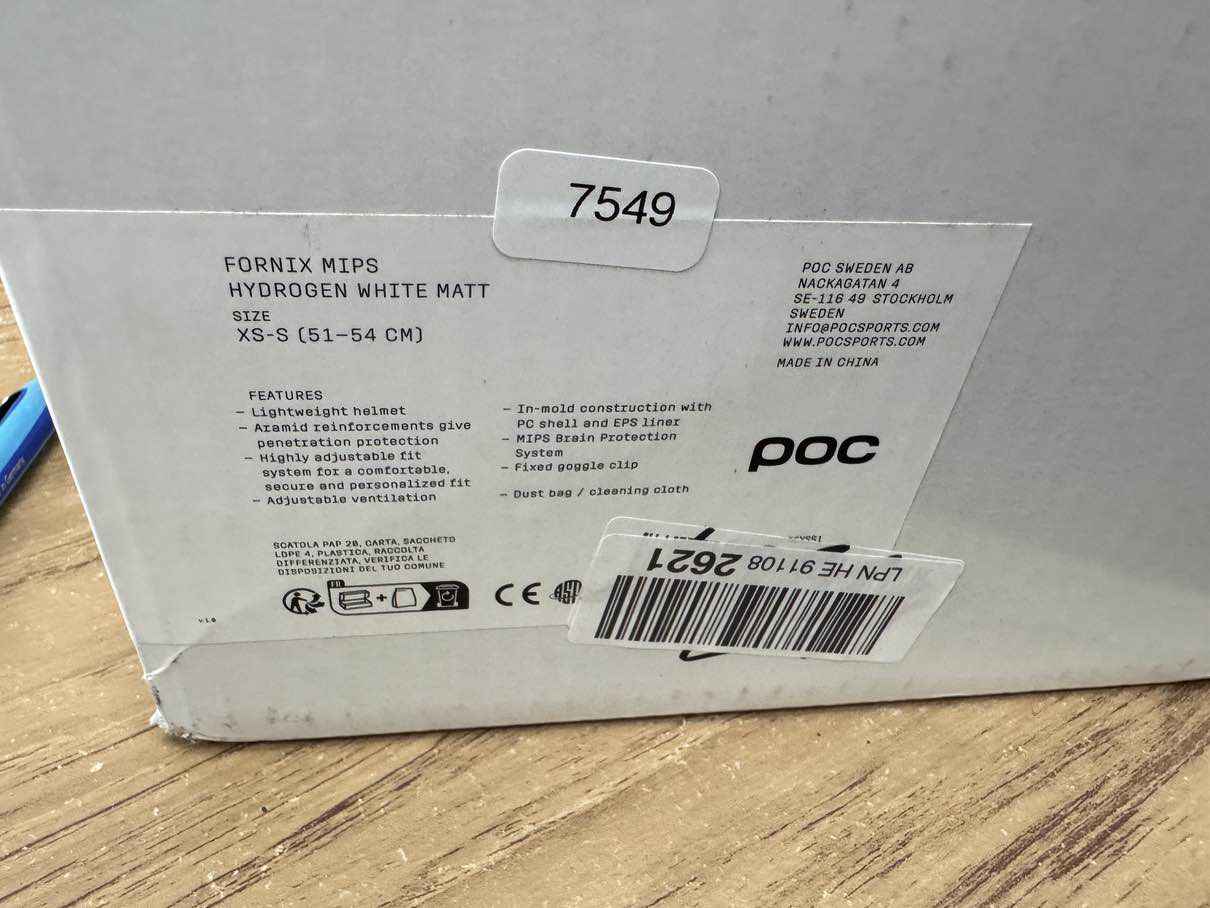 7549
FORNIX MIPS
HYDROGEN WHITE MATT
SIZE
XS-S (51–54 CM)
POC SWEDEN AB
NACKAGATAN 4
SE-116 49 STOCKHOLM
SWEDEN
INFO@POCSPORTS.COM
WWW.POCSPORTS.COM
MADE IN CHINA
FEATURES
– Lightweight helmet
– Aramid reinforcements give
penetration protection
– Highly adjustable fit
system for a comfortable,
secure and personalized fit
– Adjustable ventilation
– In-mold construction with
PC shell and EPS liner
– MIPS Brain Protection
System
– Fixed goggle clip
– Dust bag / cleaning cloth
POC
SCATOLA PAP 20, CARTA, SACCHETO
LDPE 4, PLASTICA, RACCOLTA
DIFFERENZIATA, VERIFICA LE
DISPOSIZIONI DEL TUO COMUNE
FR
+
CE
V1.0
LPN HE 91108 2621